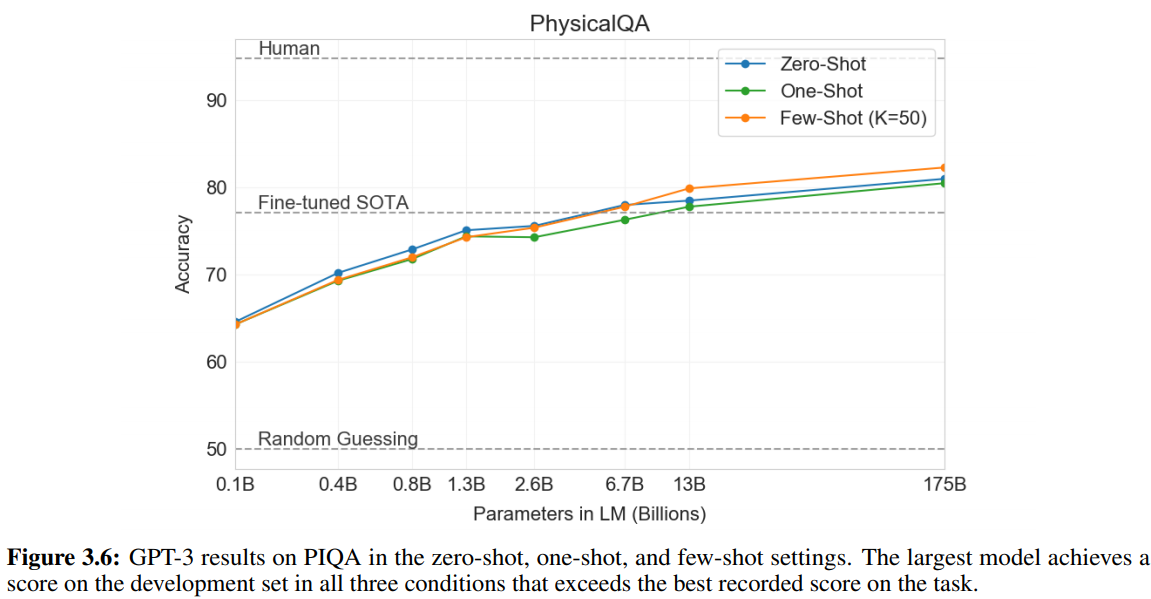 PhysicalQA
Human
Zero-Shot
One-Shot
Few-Shot (K=50)
90
80
Fine-tuned SOTA
70
60
Random Guessing
50
Accuracy
0.1B 0.4B 0.8B 1.3B 2.6B 6.7B 13B 175B
Parameters in LM (Billions)
Figure 3.6: GPT-3 results on PIQA in the zero-shot, one-shot, and few-shot settings. The largest model achieves a
score on the development set in all three conditions that exceeds the best recorded score on the task.